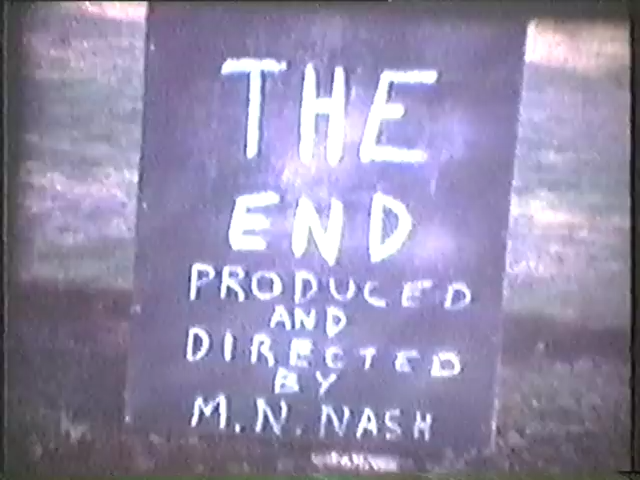 THE
END
PRODUCED
AND
DIRECTED
BY
M. N. NASH